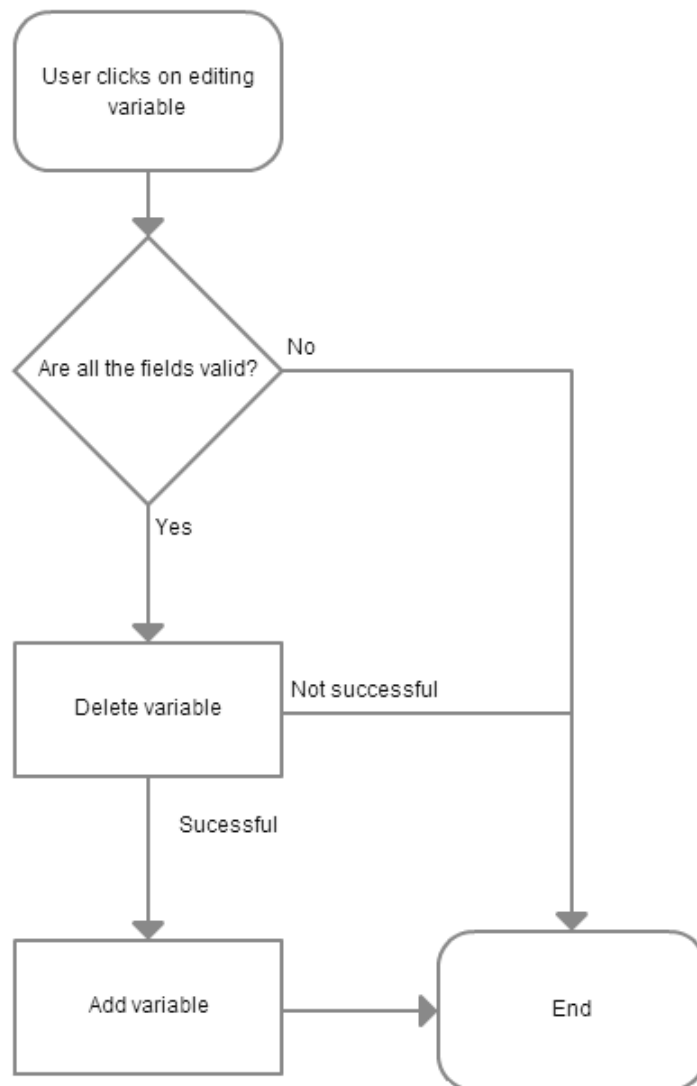 User clicks on editing
variable
Are all the fields valid?
No
Yes
Delete variable
Not successful
Sucessful
Add variable
End